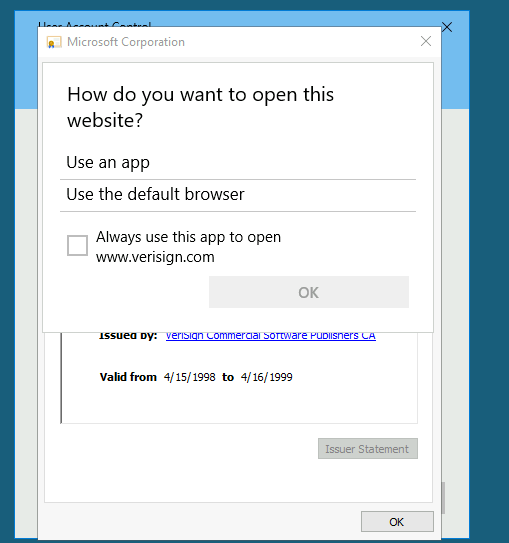 User Account Control
Microsoft Corporation
How do you want to open this
website?
Use an app
Use the default browser
Always use this app to open
www.verisign.com
OK
Issued by: VeriSign Commercial Software Publishers CA
Valid from 4/15/1998 to 4/16/1999
Issuer Statement
OK